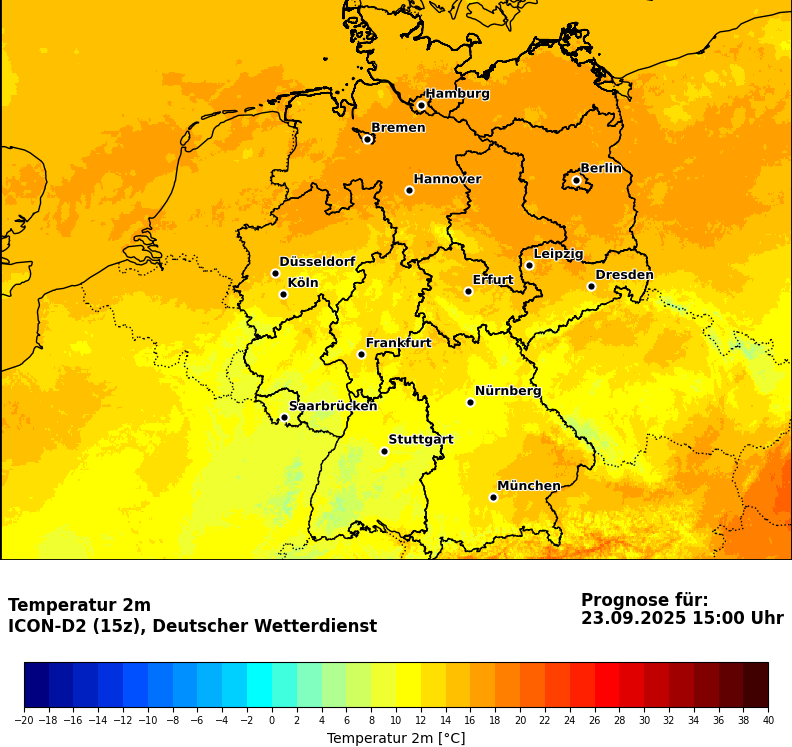 Hamburg
Bremen
Berlin
Hannover
Leipzig
Düsseldorf
Dresden
Köln
Erfurt
Frankfurt
Nürnberg
Saarbrücken
Stuttgart
München
Temperatur 2m
ICON-D2 (15z), Deutscher Wetterdienst
Prognose für:
23.09.2025 15:00 Uhr
−20 −18 −16 −14 −12 −10 −8 −6 −4 −2 0 2 4 6 8 10 12 14 16 18 20 22 24 26 28 30 32 34 36 38 40
Temperatur 2m [°C]